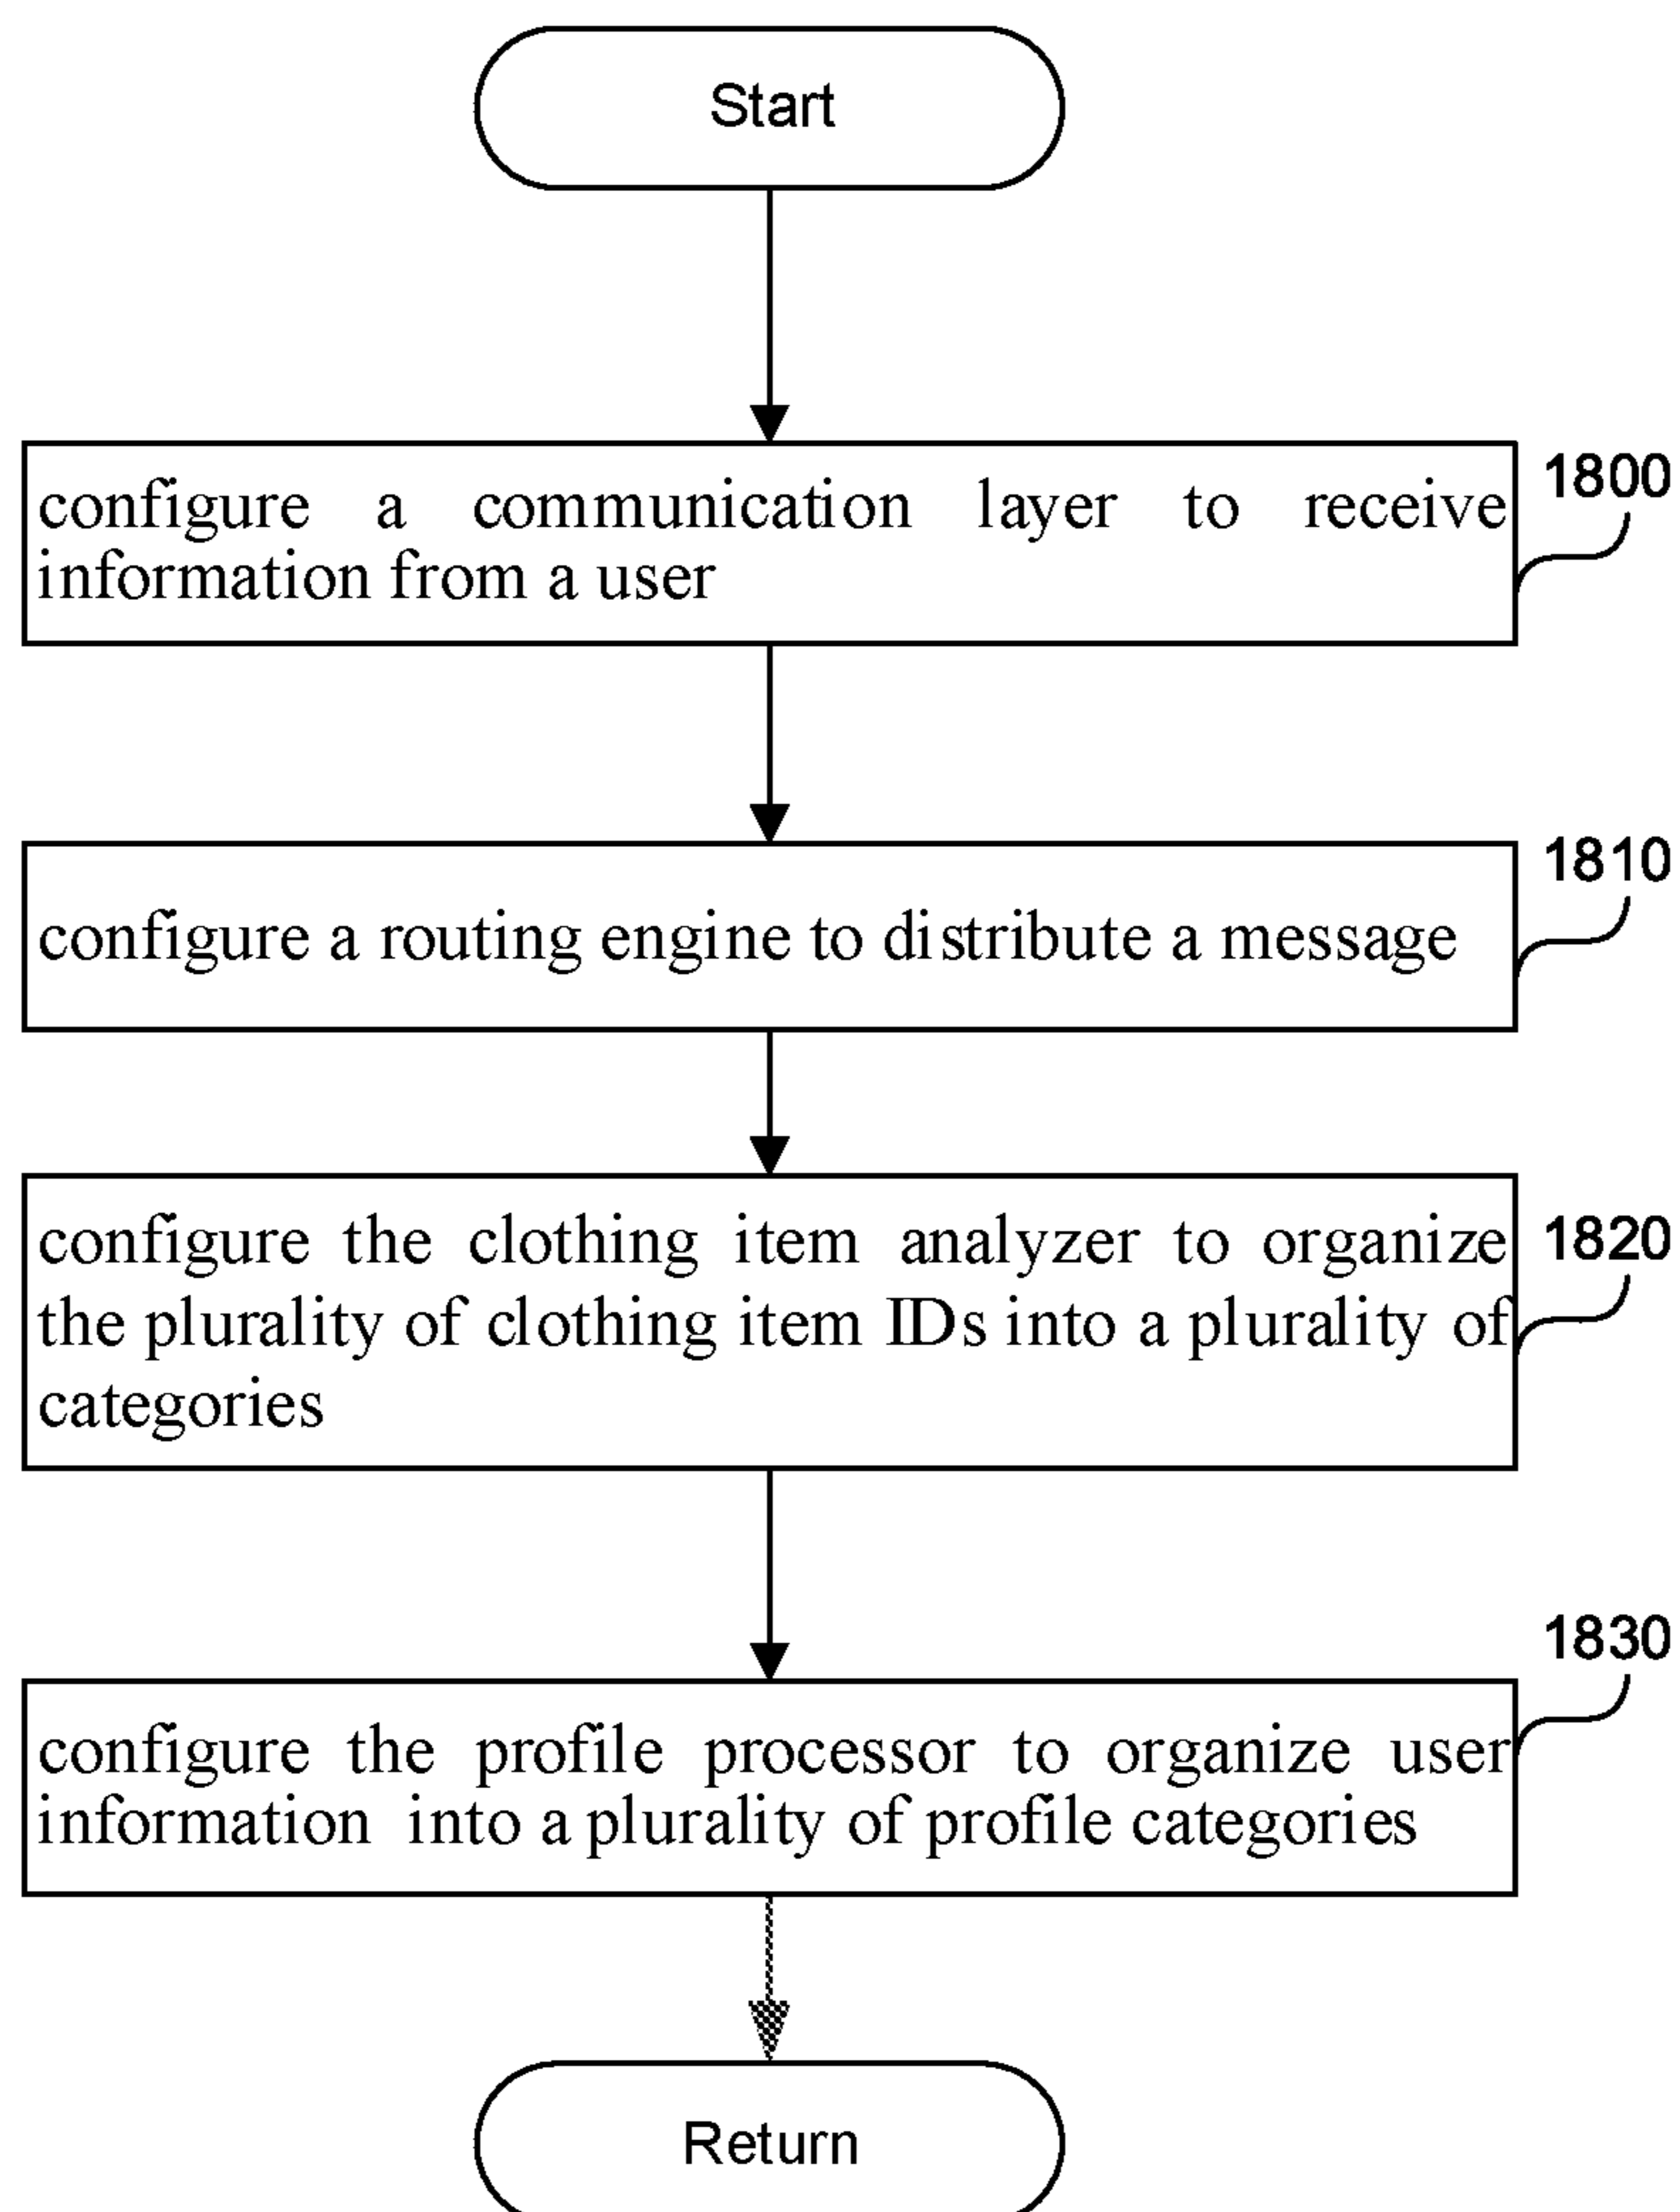 Start
configure a communication layer to receive
information from a user
1800
configure a routing engine to distribute a message
1810
configure the clothing item analyzer to organize
the plurality of clothing item IDs into a plurality of
categories
1820
configure the profile processor to organize user
information into a plurality of profile categories
1830
Return